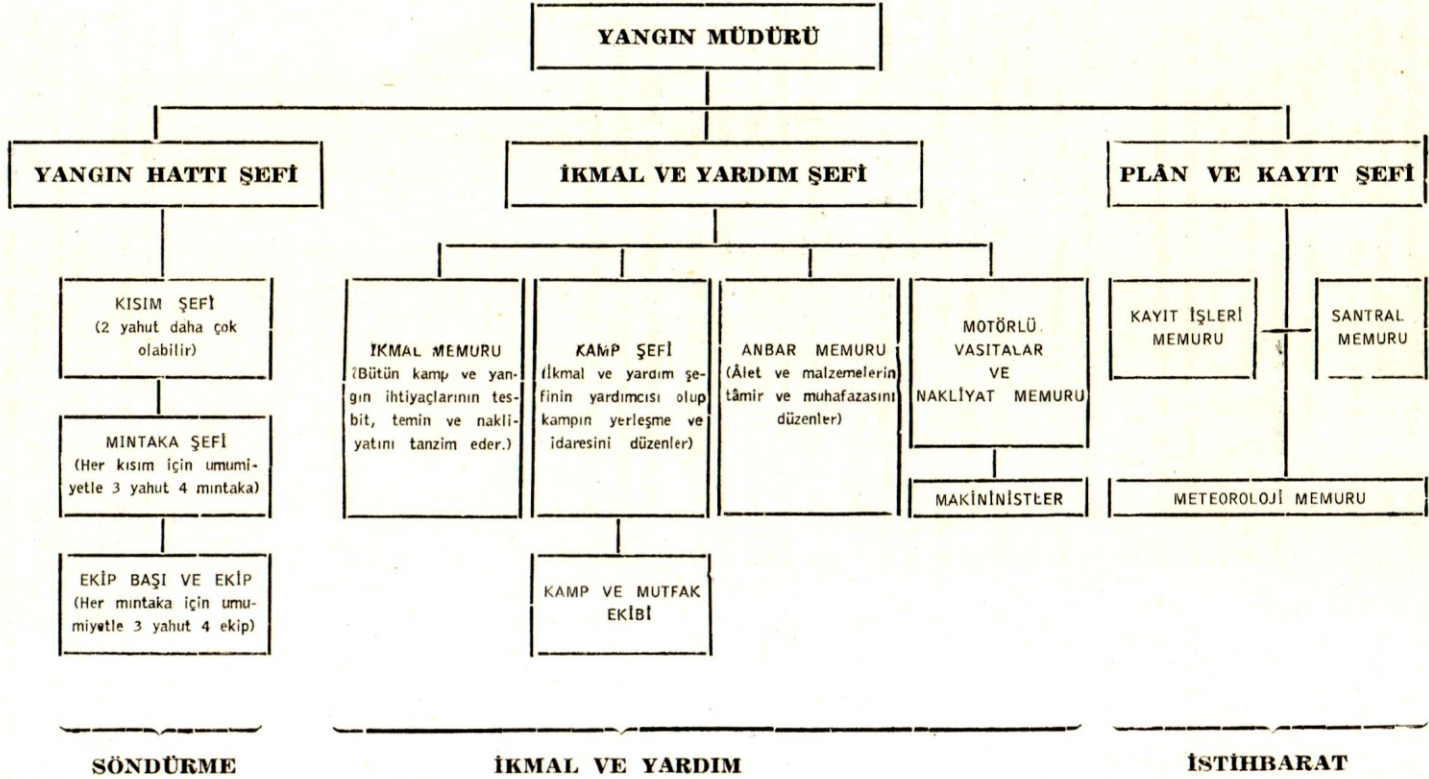 YANGIN MÜDÜRÜ
YANGIN HATTI ŞEFİ
İKMAL VE YARDIM ŞEFİ
PLÂN VE KAYIT ŞEFİ
KISIM ŞEFİ
(2 yahut daha çok
olabilir)
MINTAKA ŞEFİ
(Her kısım için umumi-
yetle 3 yahut 4 mıntaka)
EKİP BAŞI VE EKİP
(Her mıntaka için umu-
miyetle 3 yahut 4 ekip)
İKMAL MEMURU
(Bütün kamp ve yan-
gın ihtiyaçlarının tes-
bit, temin ve nakli-
yatını tanzim eder.)
KAMP ŞEFİ
(İkmal ve yardım şe-
finin yardımcısı olup
kampın yerleşme ve
idaresini düzenler)
KAMP VE MUTFAK
EKİBİ
ANBAR MEMURU
(Âlet ve malzemelerin
tâmir ve muhafazasını
düzenler)
MOTÖRLÜ
VASITALAR
VE
NAKLİYAT MEMURU
MAKİNİNİSTLER
KAYIT İŞLERİ
MEMURU
SANTRAL
MEMURU
METEOROLOJİ MEMURU
SÖNDÜRME
İKMAL VE YARDIM
İSTİHBARAT